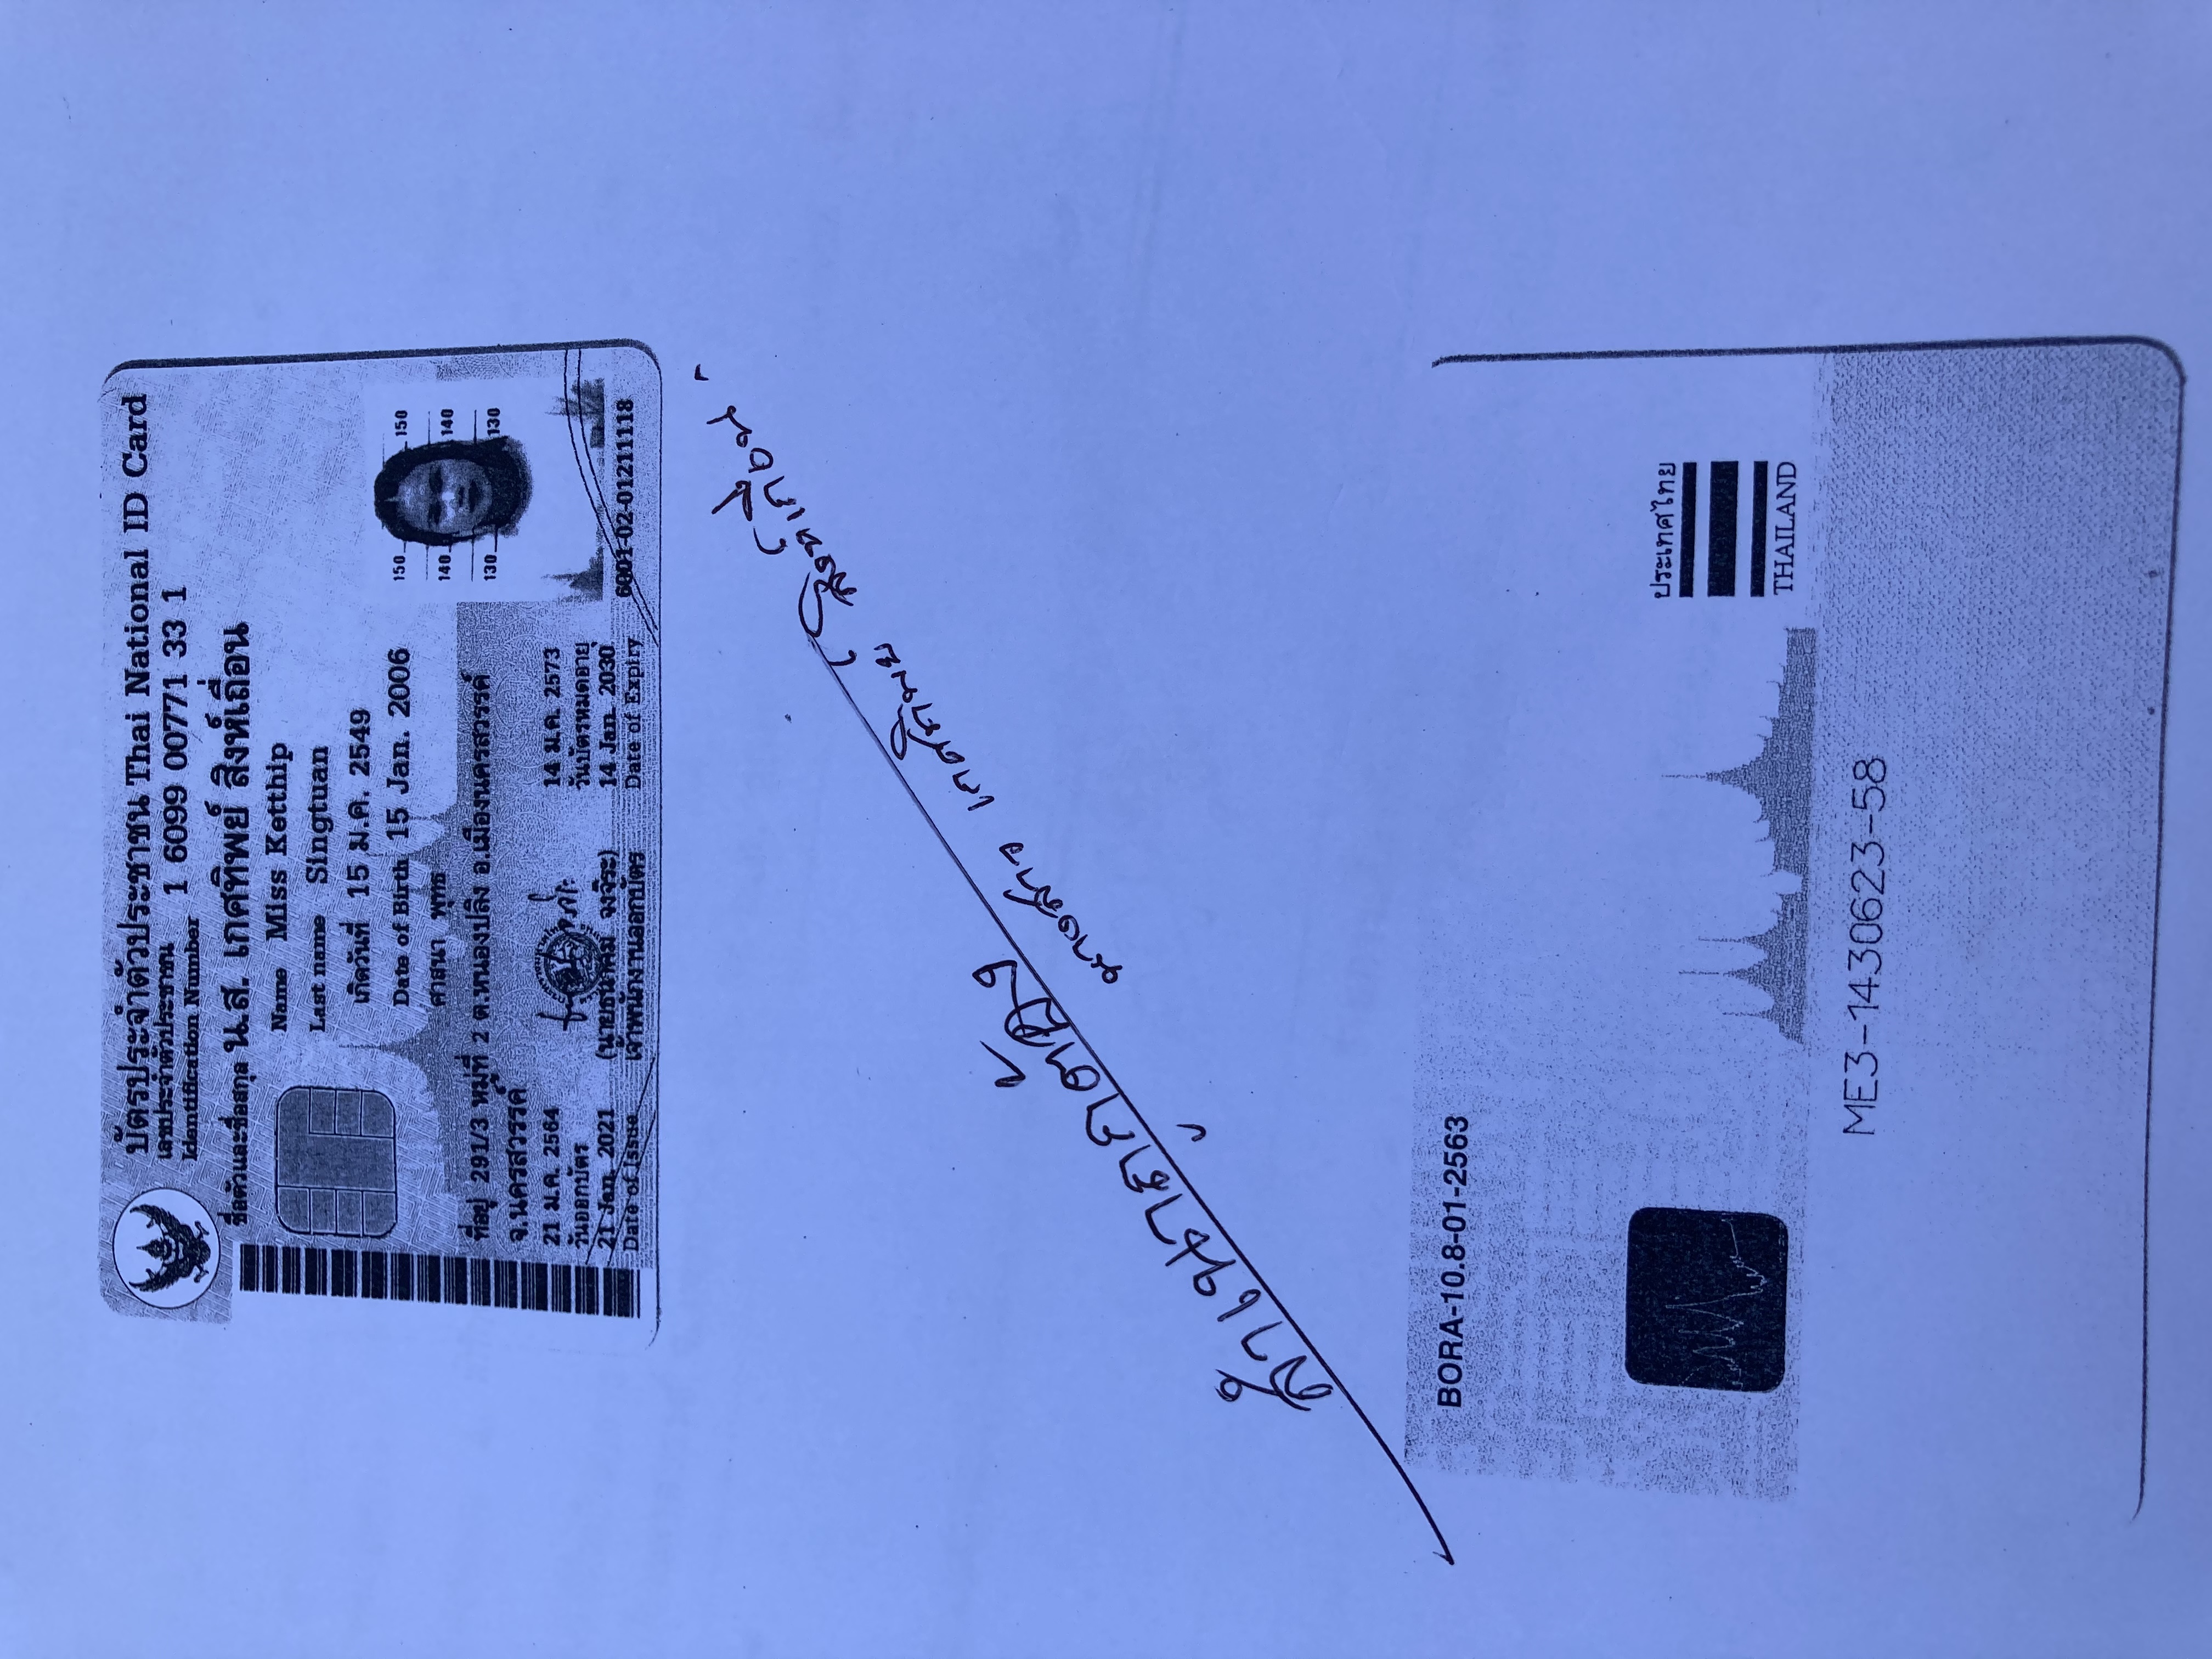 บัตรประจำตัวประชาชน Thai National ID Card
เลขประจำตัวประชาชน
Identification Number
1 6099 00771 33 1
ชื่อตัวและชื่อสกุล น.ส. เกศทิพย์ สิงห์เถื่อน
Name Miss Ketthip
Last name Singtuan
เกิดวันที่ 15 ม.ค. 2549
Date of Birth 15 Jan. 2006
ศาสนา พุทธ
ที่อยู่ 291/3 หมู่ที่ 2 ต.หนองปลิง อ.เมืองนครสวรรค์
จ.นครสวรรค์
150 150
140 140
130 130
21 ม.ค. 2564
วันออกบัตร
21 Jan. 2021
Date of Issue
เจ้าพนักงานออกบัตร
14 ม.ค. 2573
วันบัตรหมดอายุ
14 Jan. 2030
Date of Expiry
6001-02-01211118
สำเนาถูกต้อง
นางสาว เกศทิพย์ สิงห์เถื่อน
BORA-10.8-01-2563
ประเทศไทย
THAILAND
ME3-1430623-58